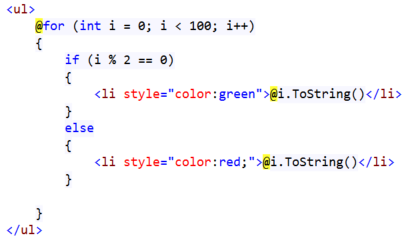 <ul>
    @for (int i = 0; i < 100; i++)
    {
        if (i % 2 == 0)
        {
            <li style="color:green">@i.ToString()</li>
        }
        else
        {
            <li style="color:red;">@i.ToString()</li>
        }

    }
</ul>